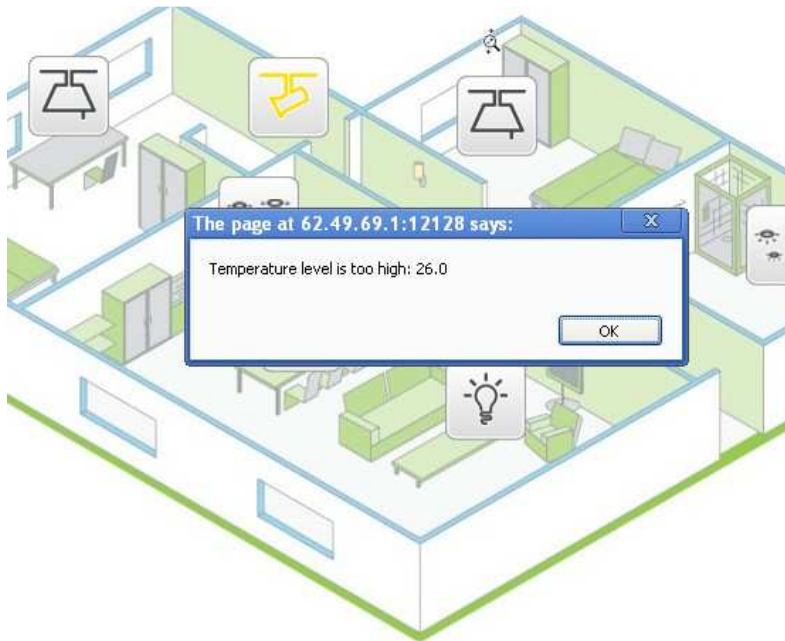 The page at 62.49.69.1:12128 says:
Temperature level is too high: 26.0
OK